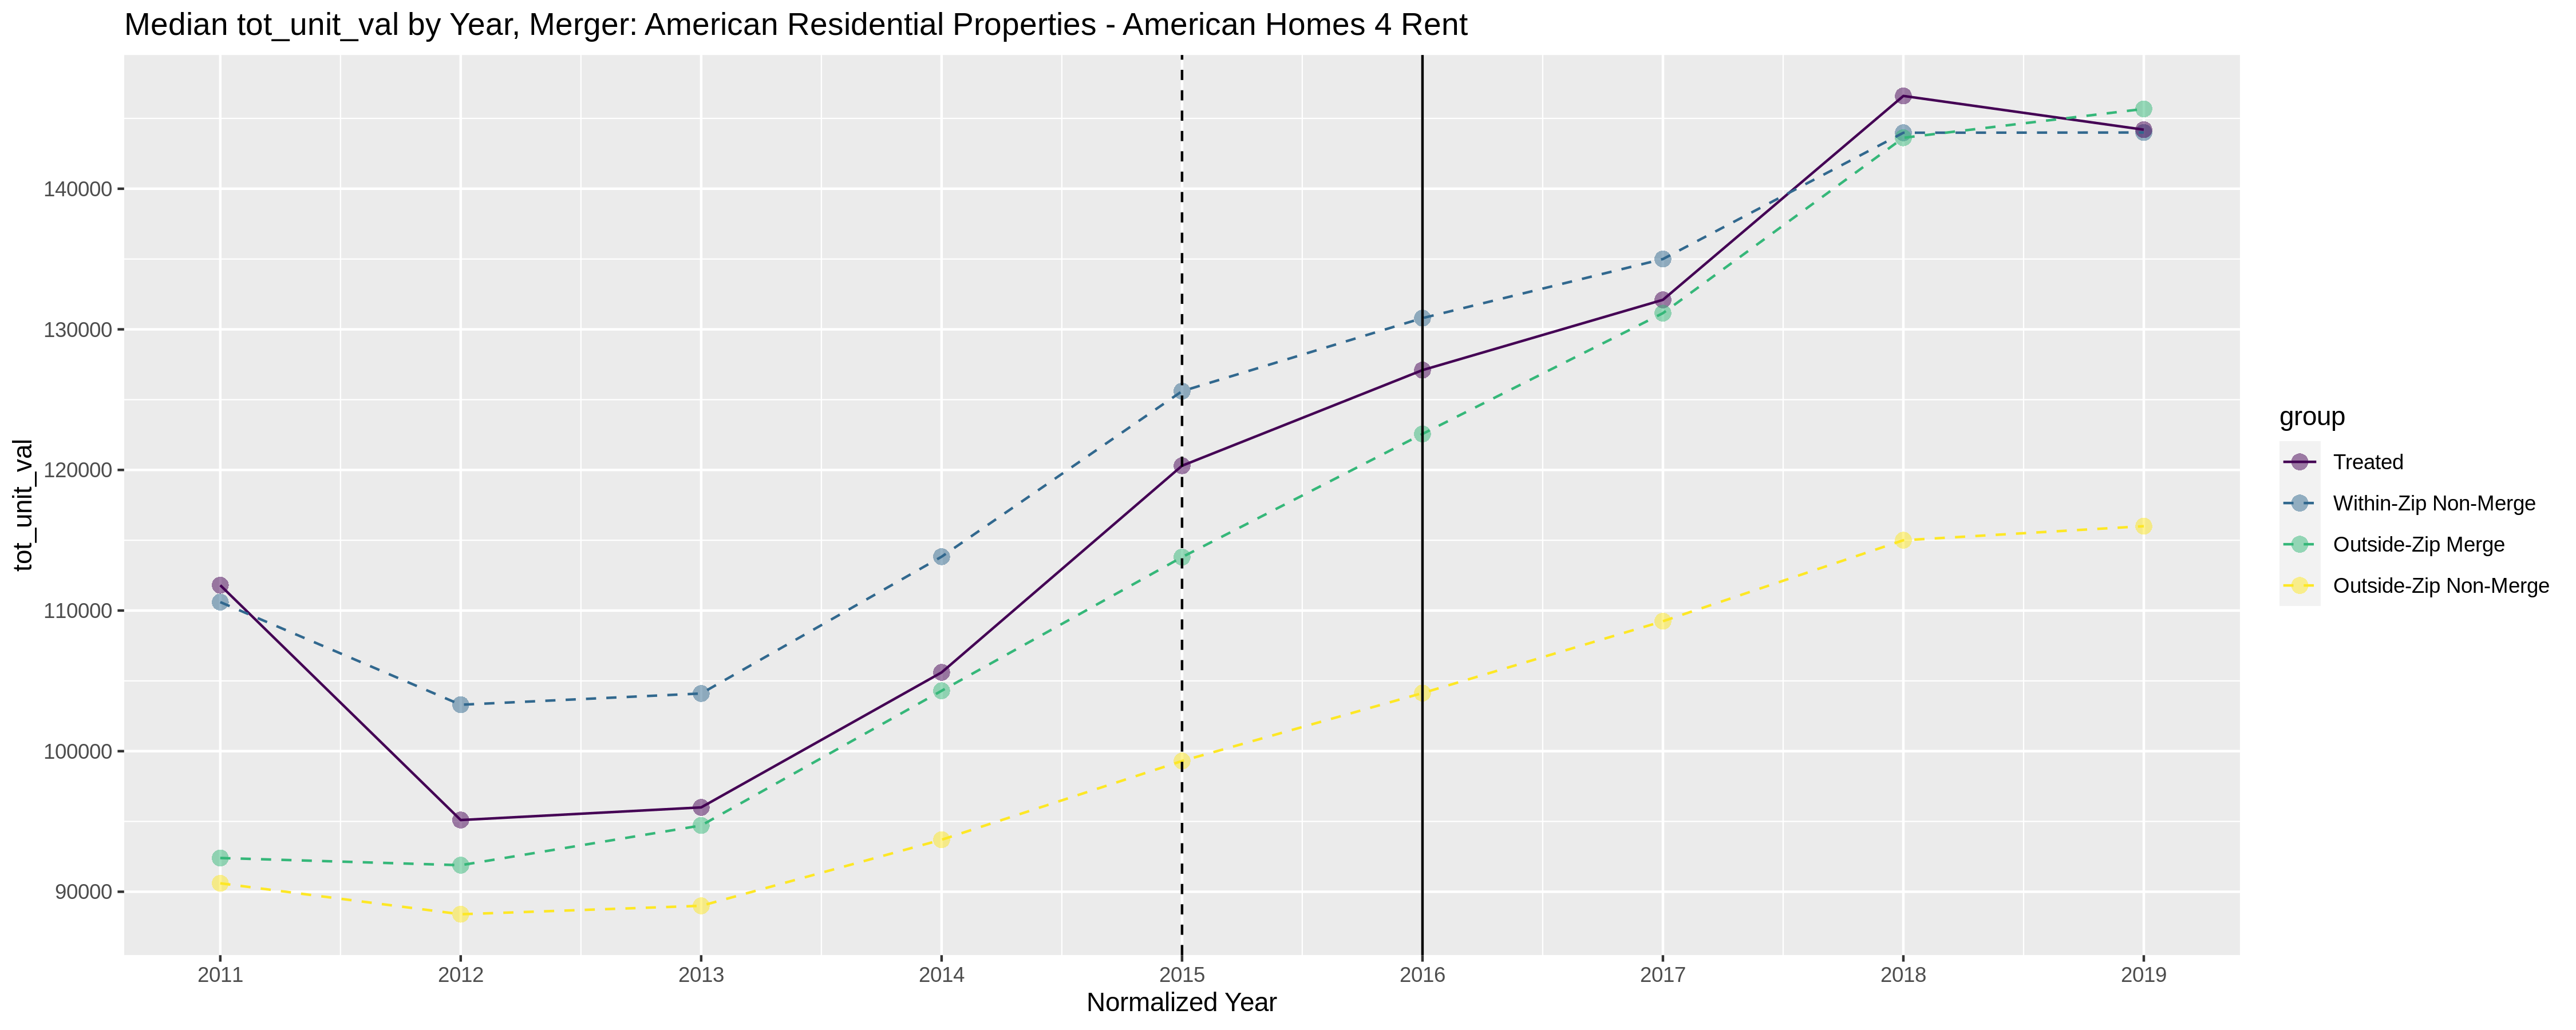 Median tot_unit_val by Year, Merger: American Residential Properties - American Homes 4 Rent
tot_unit_val
140000
130000
120000
110000
100000
90000
2011
2012
2013
2014
2015
2016
2017
2018
2019
Normalized Year
group
Treated
Within-Zip Non-Merge
Outside-Zip Merge
Outside-Zip Non-Merge